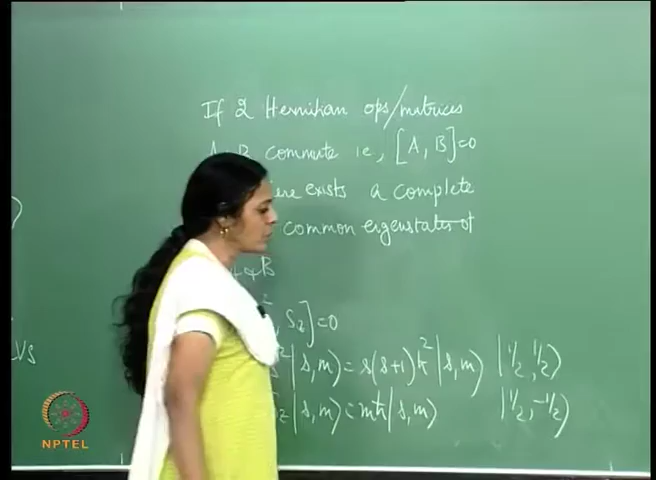 If 2 Hermitian ops/matrices
A, B commute ie, [A, B]=0
exists a complete
common eigenstates of
B
S_z]=0
|s,m⟩=s(s+1)ħ²|s,m⟩ |1/2, 1/2⟩
|s,m⟩=mħ|s,m⟩ |1/2, -1/2⟩
VS
NPTEL